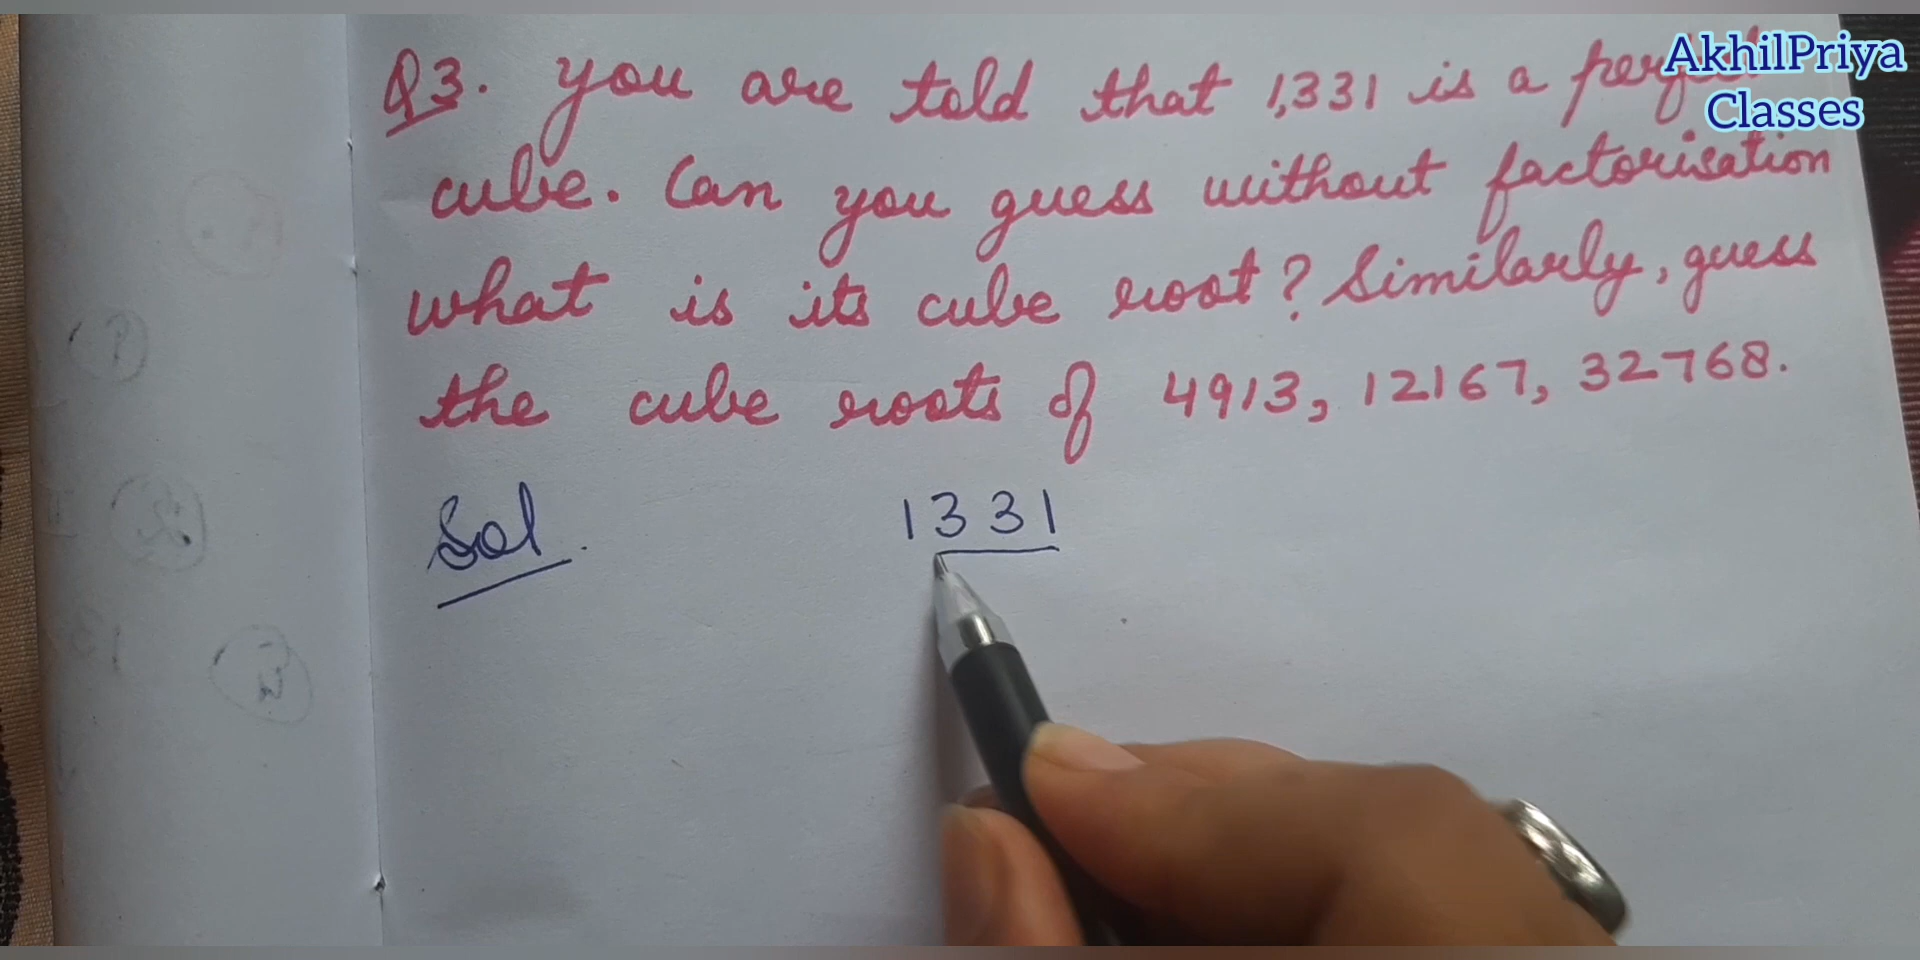 AkhilPriya
Classes
Q3. You are told that 1,331 is a perfect
cube. Can you guess without factorisation
what is its cube root? Similarly, guess
the cube roots of 4913, 12167, 32768.
Sol.
1331